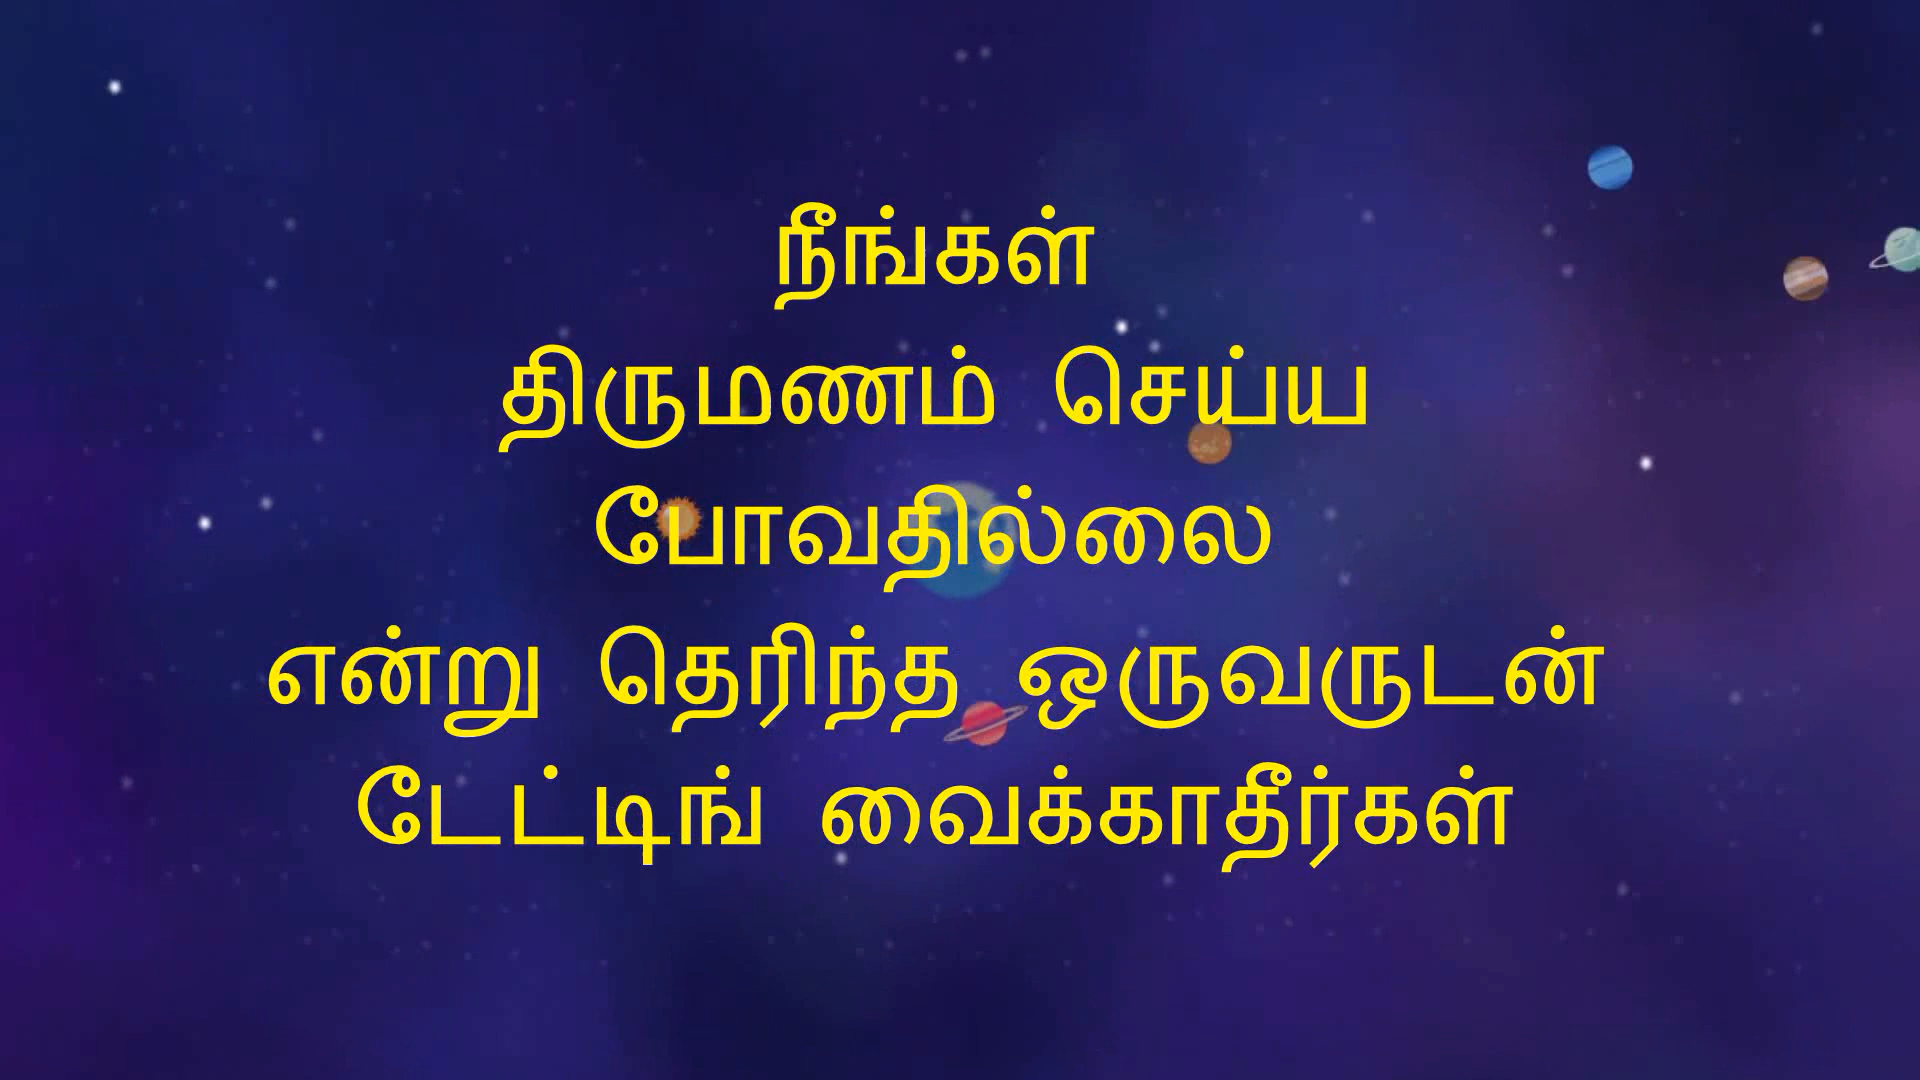 நீங்கள்
திருமணம் செய்ய
போவதில்லை
என்று தெரிந்த ஒருவருடன்
டேட்டிங் வைக்காதீர்கள்